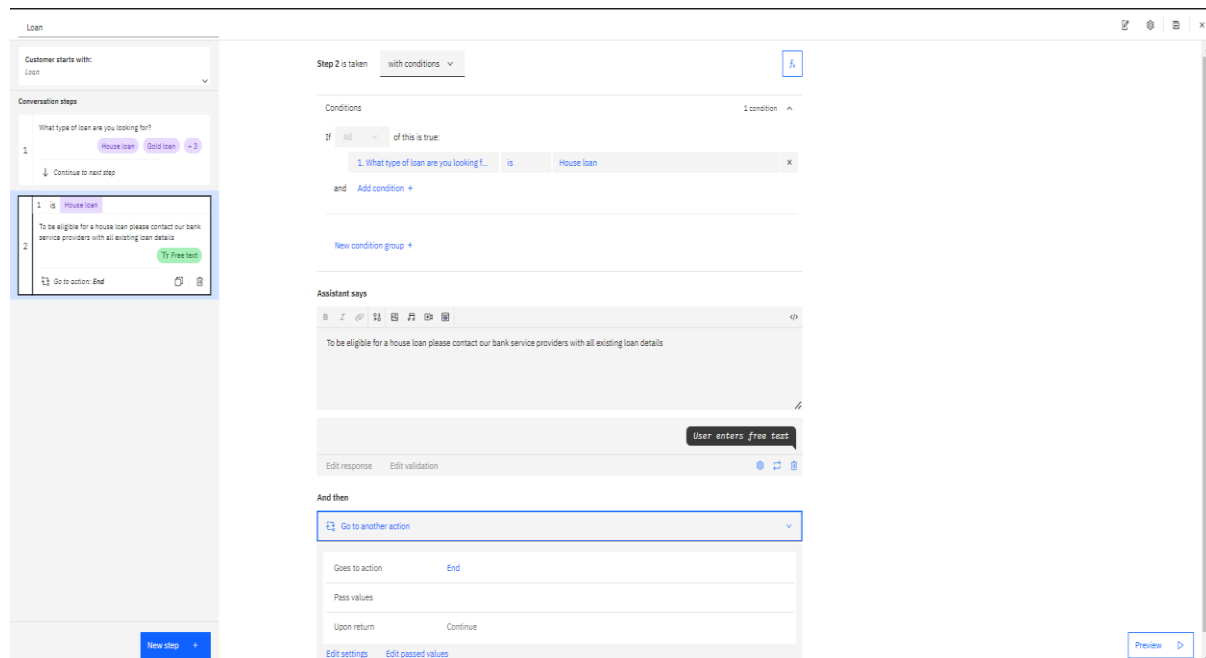 Loan
Customer starts with:
Loan
Conversation steps
1
What type of loan are you looking for?
House loan Gold loan + 3
Continue to next step
2
1 is House loan
To be eligible for a house loan please contact our bank
service providers with all existing loan details
Free text
Go to action: End
New step +
Step 2 is taken with conditions
fx
Conditions 1 condition
If All of this is true:
1. What type of loan are you looking f... is House loan x
and Add condition +
New condition group +
Assistant says
B I </>
To be eligible for a house loan please contact our bank service providers with all existing loan details
User enters free text
Edit response Edit validation
And then
Go to another action
Goes to action End
Pass values
Upon return Continue
Edit settings Edit passed values
Preview